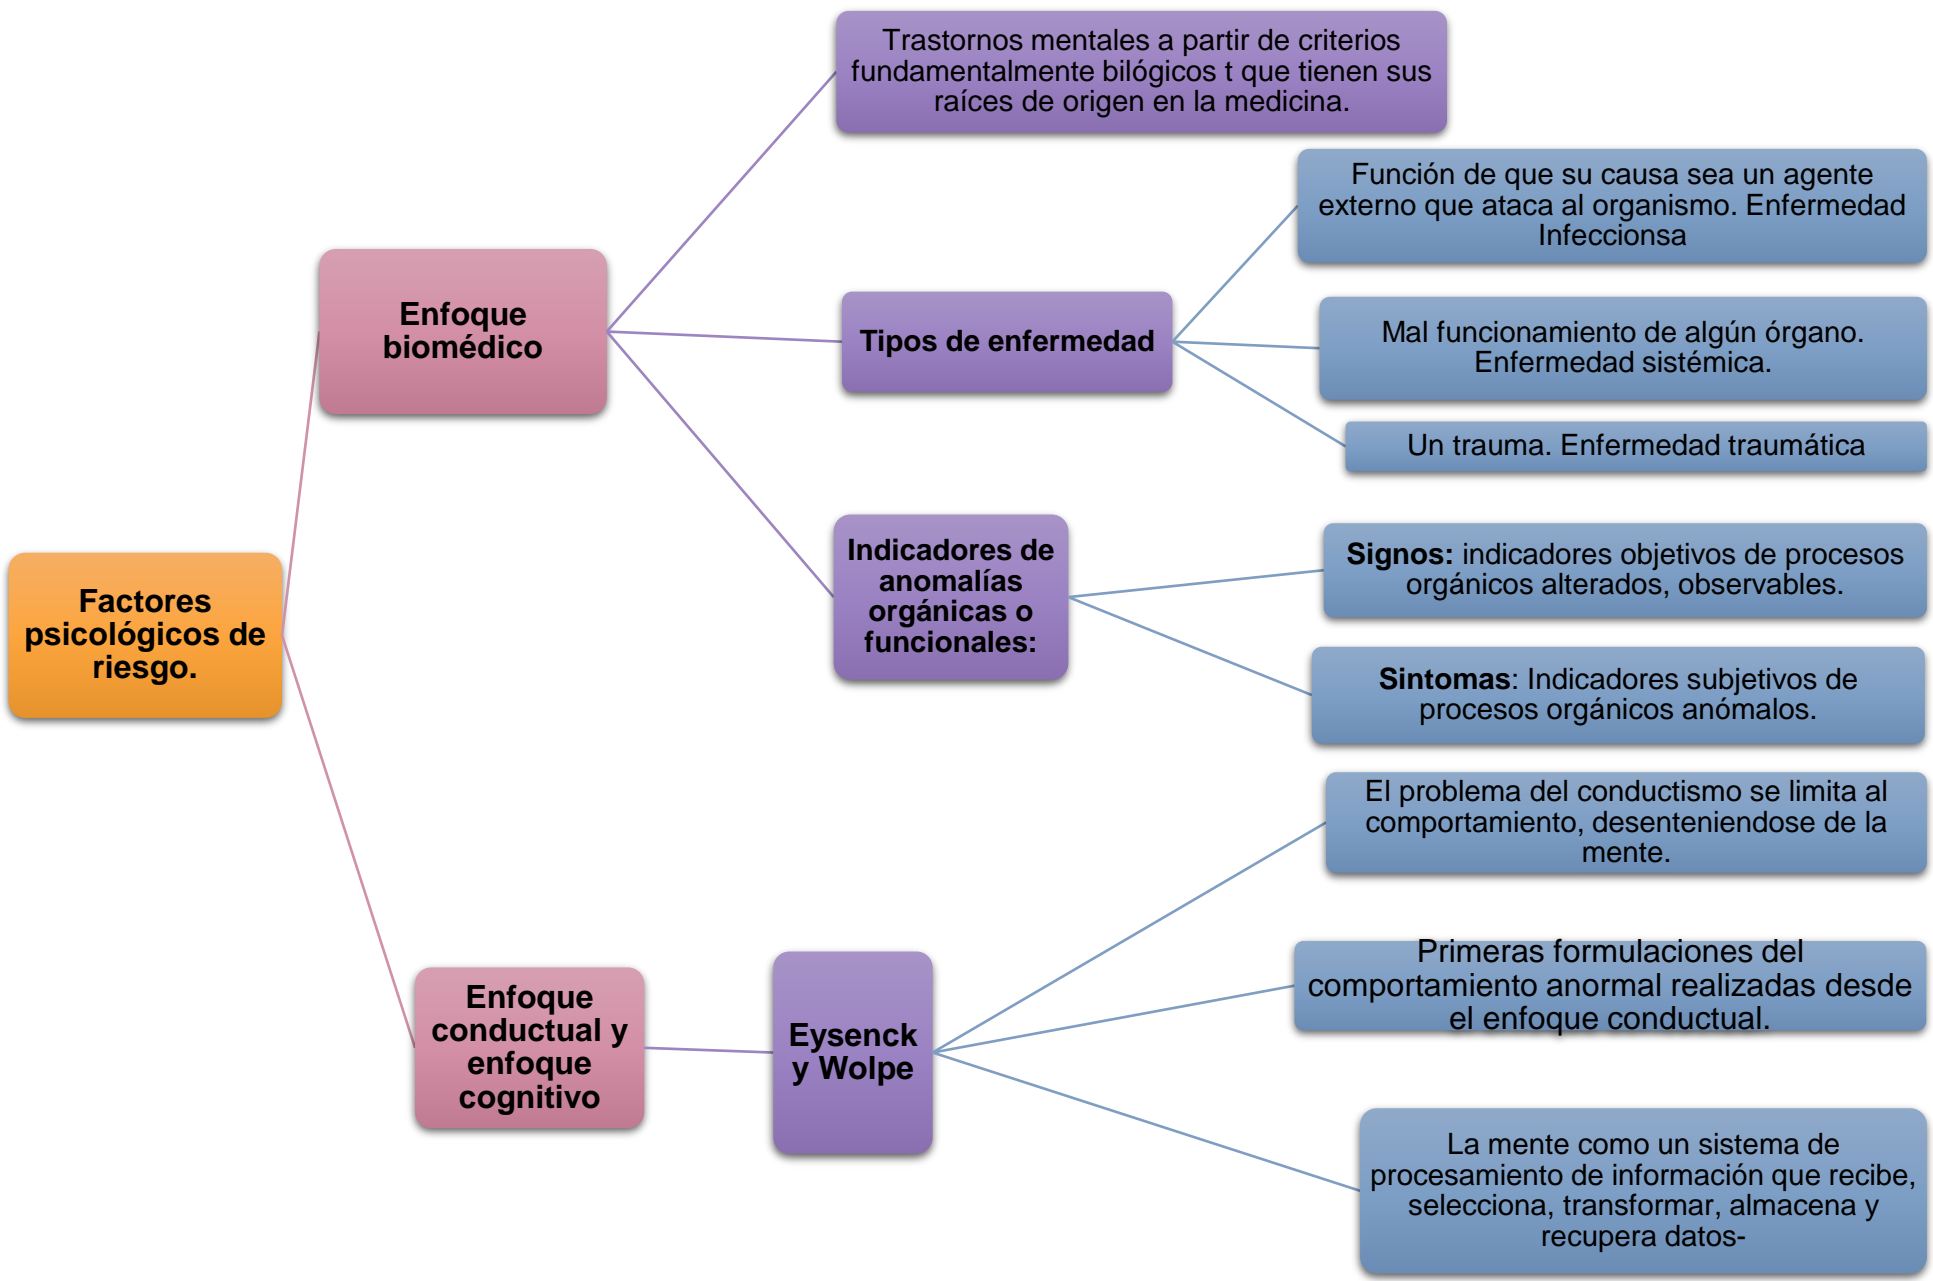 Factores
psicológicos de
riesgo.
Enfoque
biomédico
Trastornos mentales a partir de criterios
fundamentalmente bilógicos t que tienen sus
raíces de origen en la medicina.
Tipos de enfermedad
Función de que su causa sea un agente
externo que ataca al organismo. Enfermedad
Infeccionsa
Mal funcionamiento de algún órgano.
Enfermedad sistémica.
Un trauma. Enfermedad traumática
Indicadores de
anomalías
orgánicas o
funcionales:
Signos: indicadores objetivos de procesos
orgánicos alterados, observables.
Sintomas: Indicadores subjetivos de
procesos orgánicos anómalos.
Enfoque
conductual y
enfoque
cognitivo
Eysenck
y Wolpe
El problema del conductismo se limita al
comportamiento, desenteniendose de la
mente.
Primeras formulaciones del
comportamiento anormal realizadas desde
el enfoque conductual.
La mente como un sistema de
procesamiento de información que recibe,
selecciona, transformar, almacena y
recupera datos-